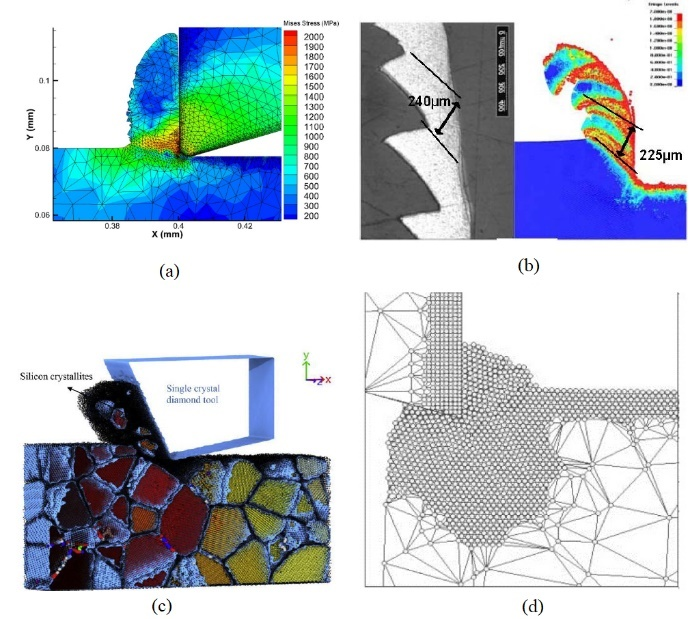 Mises Stress (MPa)
2000
1900
1800
1700
1600
1500
1400
1300
1200
1100
1000
900
800
700
600
500
400
300
200
Y (mm)
0.1
0.08
0.06
0.38
0.4
0.42
X (mm)
(a)
240μm
Fringe Levels
225μm
(b)
Silicon crystallites
Single crystal
diamond tool
y
x
z
(c)
(d)